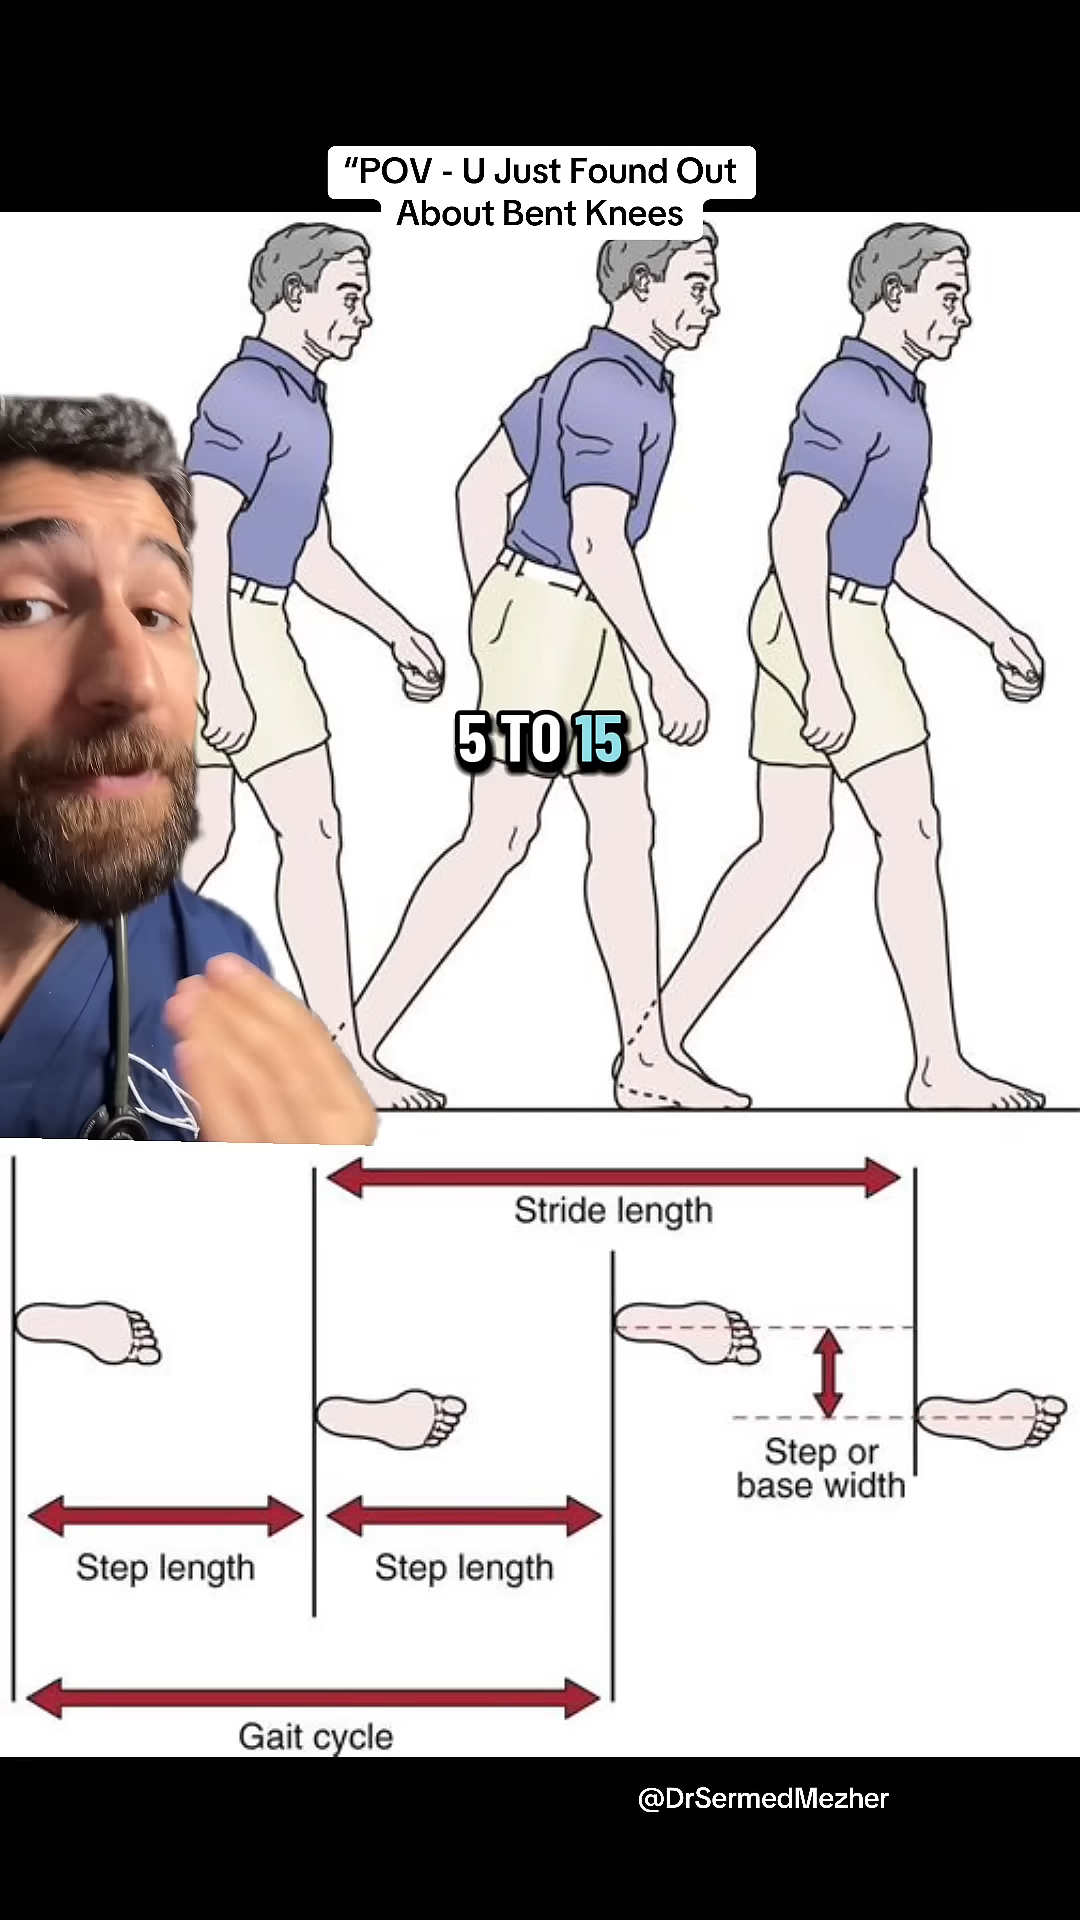 “POV - U Just Found Out
About Bent Knees
5 TO 15
Stride length
Step or
base width
Step length
Step length
Gait cycle
@DrSermedMezher